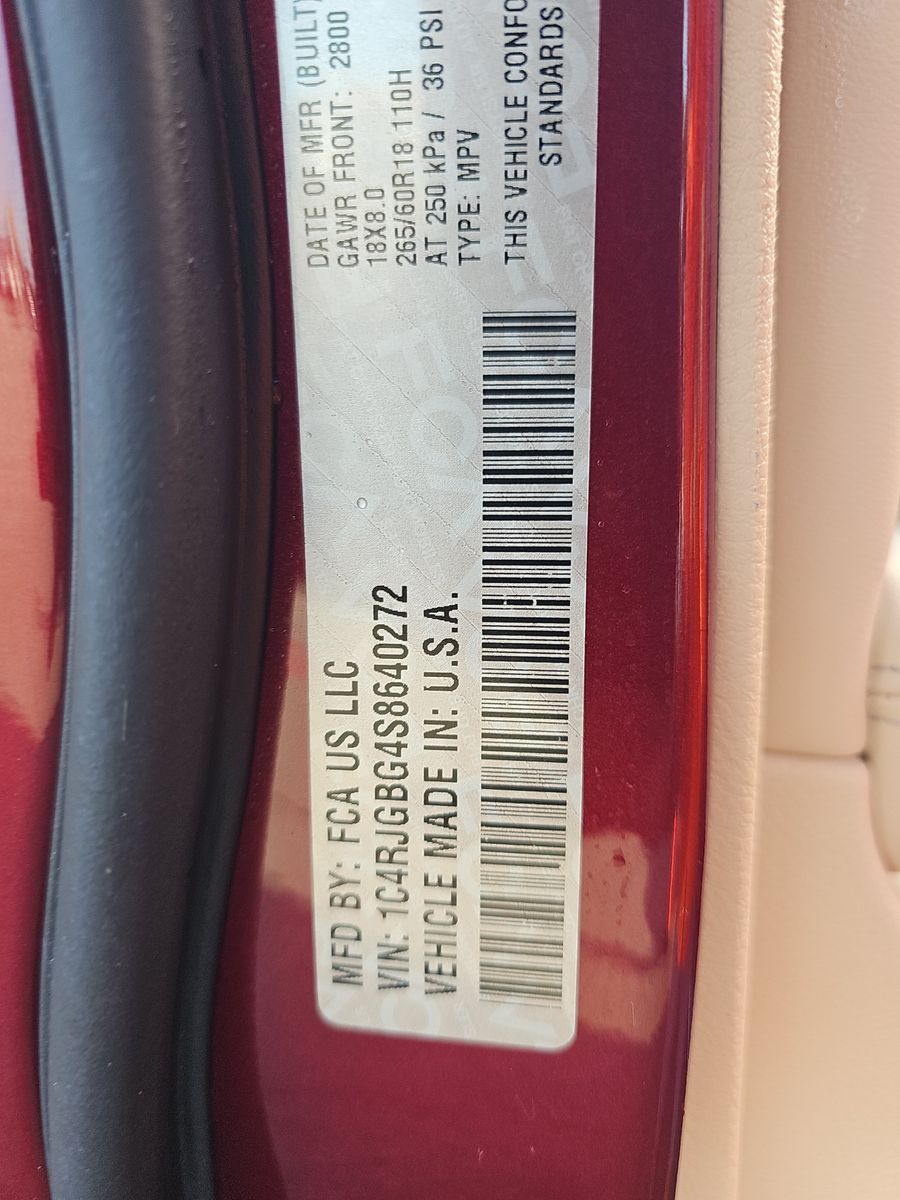 MFD BY: FCA US LLC
VIN: 1C4RJGBG4S8640272
VEHICLE MADE IN: U.S.A.
DATE OF MFR (BUILT)
GAWR FRONT: 2800
18X8.0
265/60R18 110H
AT 250 kPa / 36 PSI
TYPE: MPV
THIS VEHICLE CONFO
STANDARDS